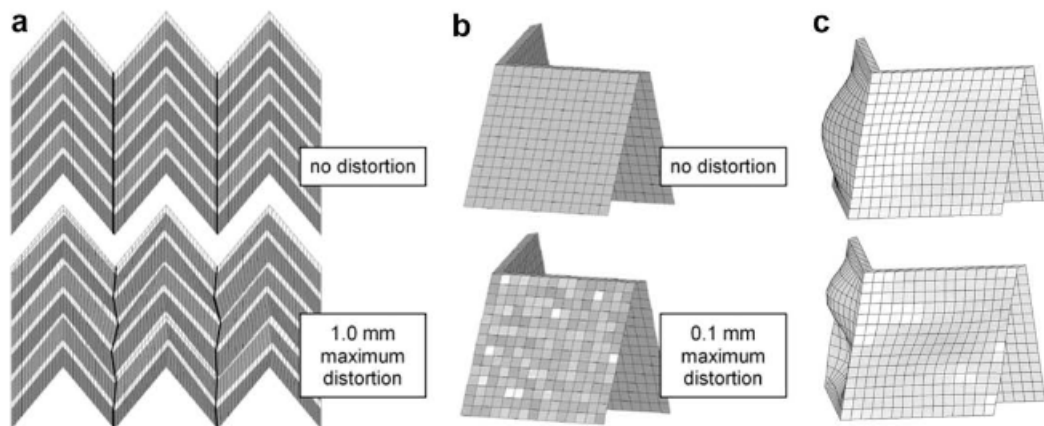 a
b
c
no distortion
no distortion
1.0 mm
maximum
distortion
0.1 mm
maximum
distortion